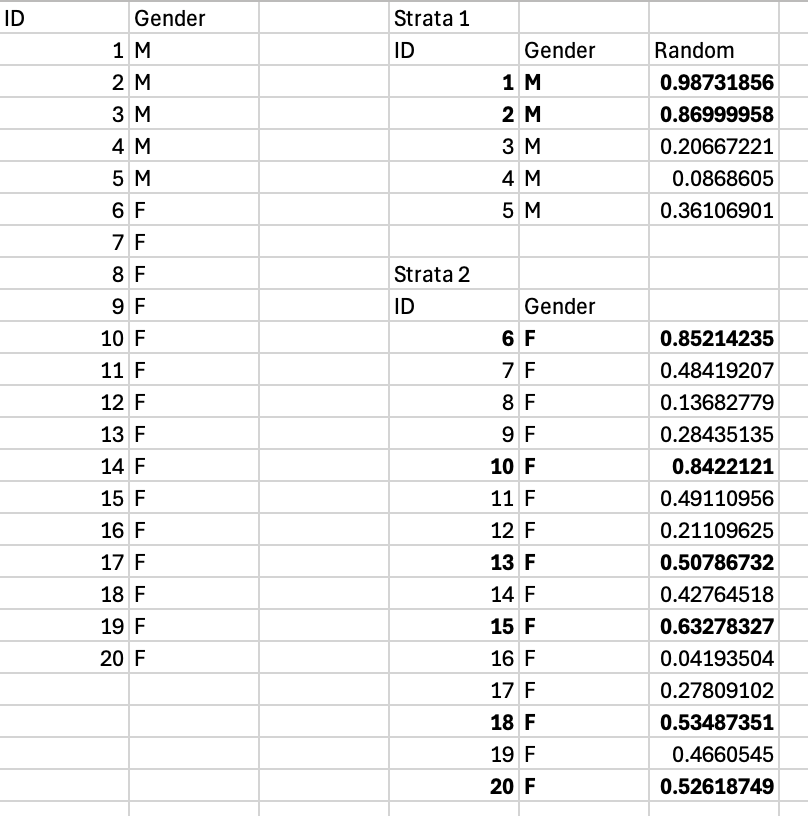 ID Gender Strata 1
1 M ID Gender Random
2 M 1 M 0.98731856
3 M 2 M 0.86999958
4 M 3 M 0.20667221
5 M 4 M 0.0868605
6 F 5 M 0.36106901
7 F
8 F Strata 2
9 F ID Gender
10 F 6 F 0.85214235
11 F 7 F 0.48419207
12 F 8 F 0.13682779
13 F 9 F 0.28435135
14 F 10 F 0.8422121
15 F 11 F 0.49110956
16 F 12 F 0.21109625
17 F 13 F 0.50786732
18 F 14 F 0.42764518
19 F 15 F 0.63278327
20 F 16 F 0.04193504
17 F 0.27809102
18 F 0.53487351
19 F 0.4660545
20 F 0.52618749